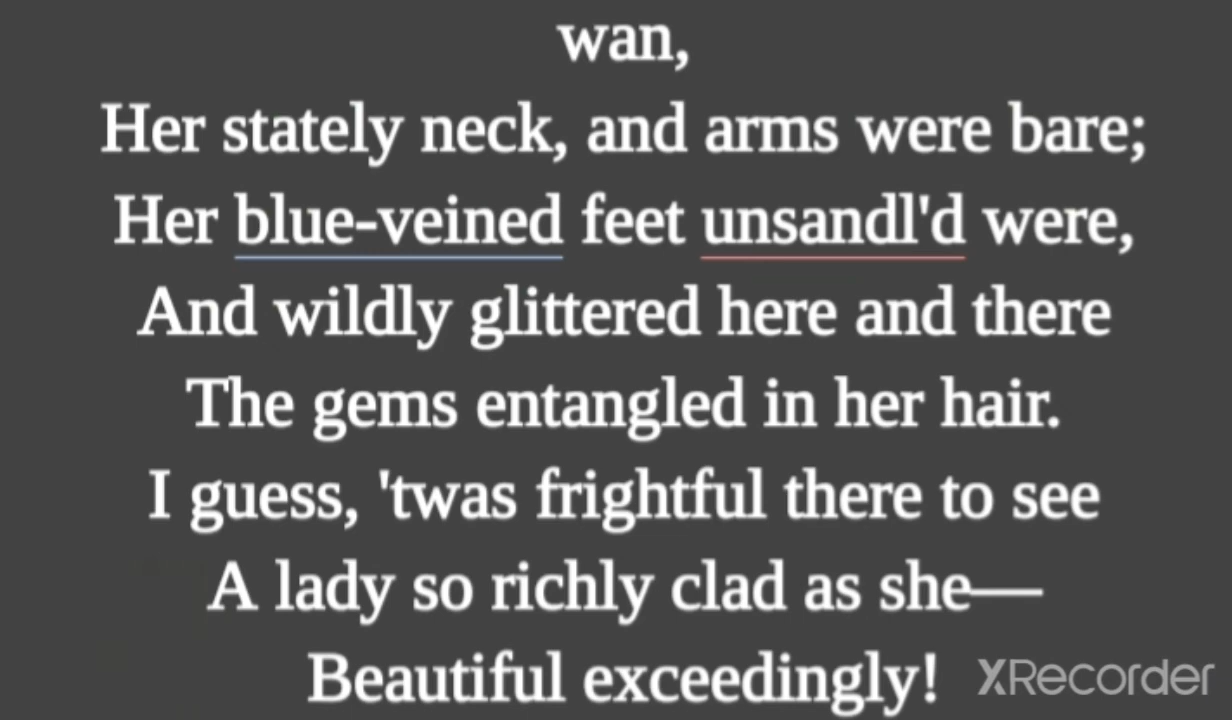 wan,
Her stately neck, and arms were bare;
Her blue-veined feet unsandl'd were,
And wildly glittered here and there
The gems entangled in her hair.
I guess, 'twas frightful there to see
A lady so richly clad as she—
Beautiful exceedingly!
XRecorder